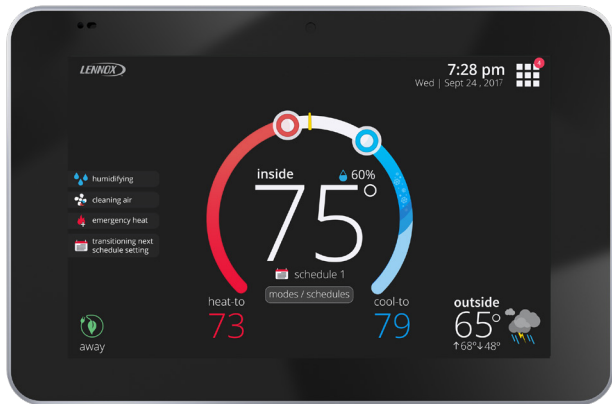 LENNOX
7:28 pm
4
Wed | Sept 24, 2017
humidifying
cleaning air
emergency heat
transitioning next
schedule setting
inside
60%
75°
schedule 1
modes / schedules
heat-to
73
cool-to
79
away
outside
65°
↑68°↓48°